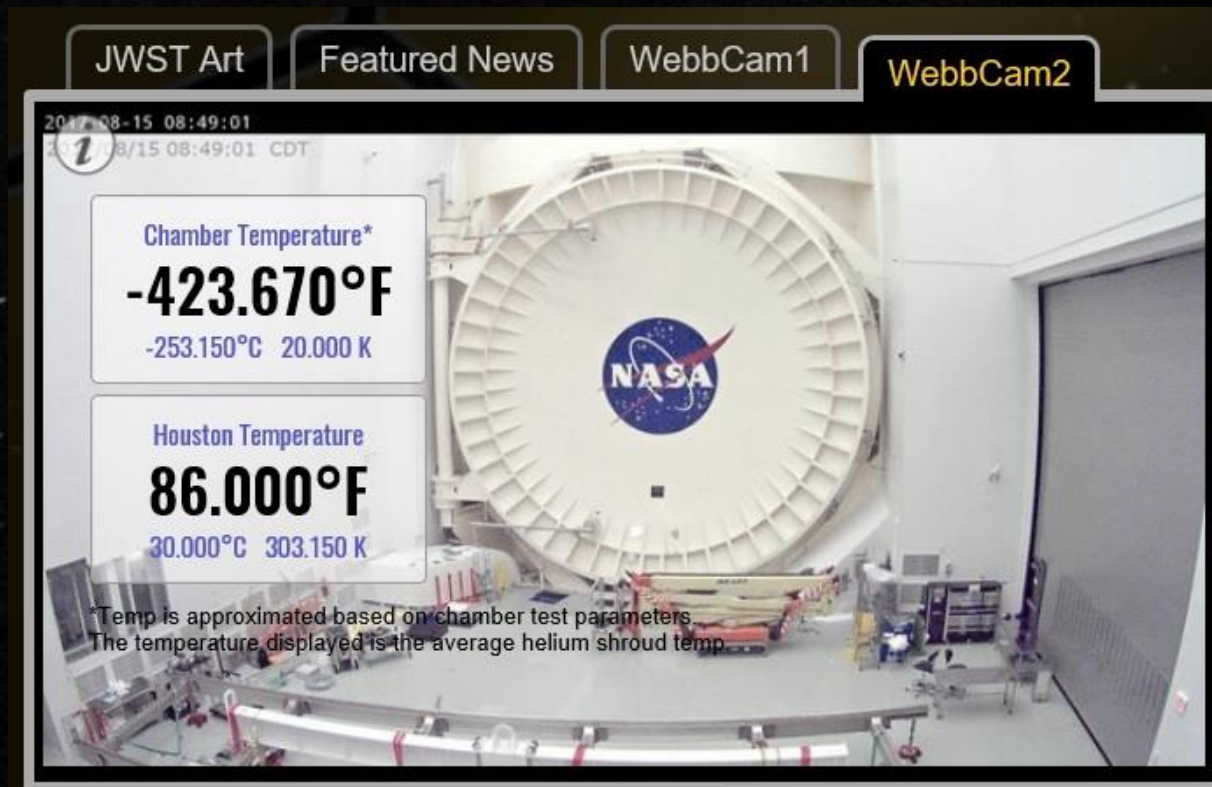 JWST Art
Featured News
WebbCam1
WebbCam2
2017-08-15 08:49:01
/15 08:49:01 CDT
i
Chamber Temperature*
-423.670°F
-253.150°C 20.000 K
NASA
Houston Temperature
86.000°F
30.000°C 303.150 K
*Temp is approximated based on chamber test parameters.
The temperature displayed is the average helium shroud temp